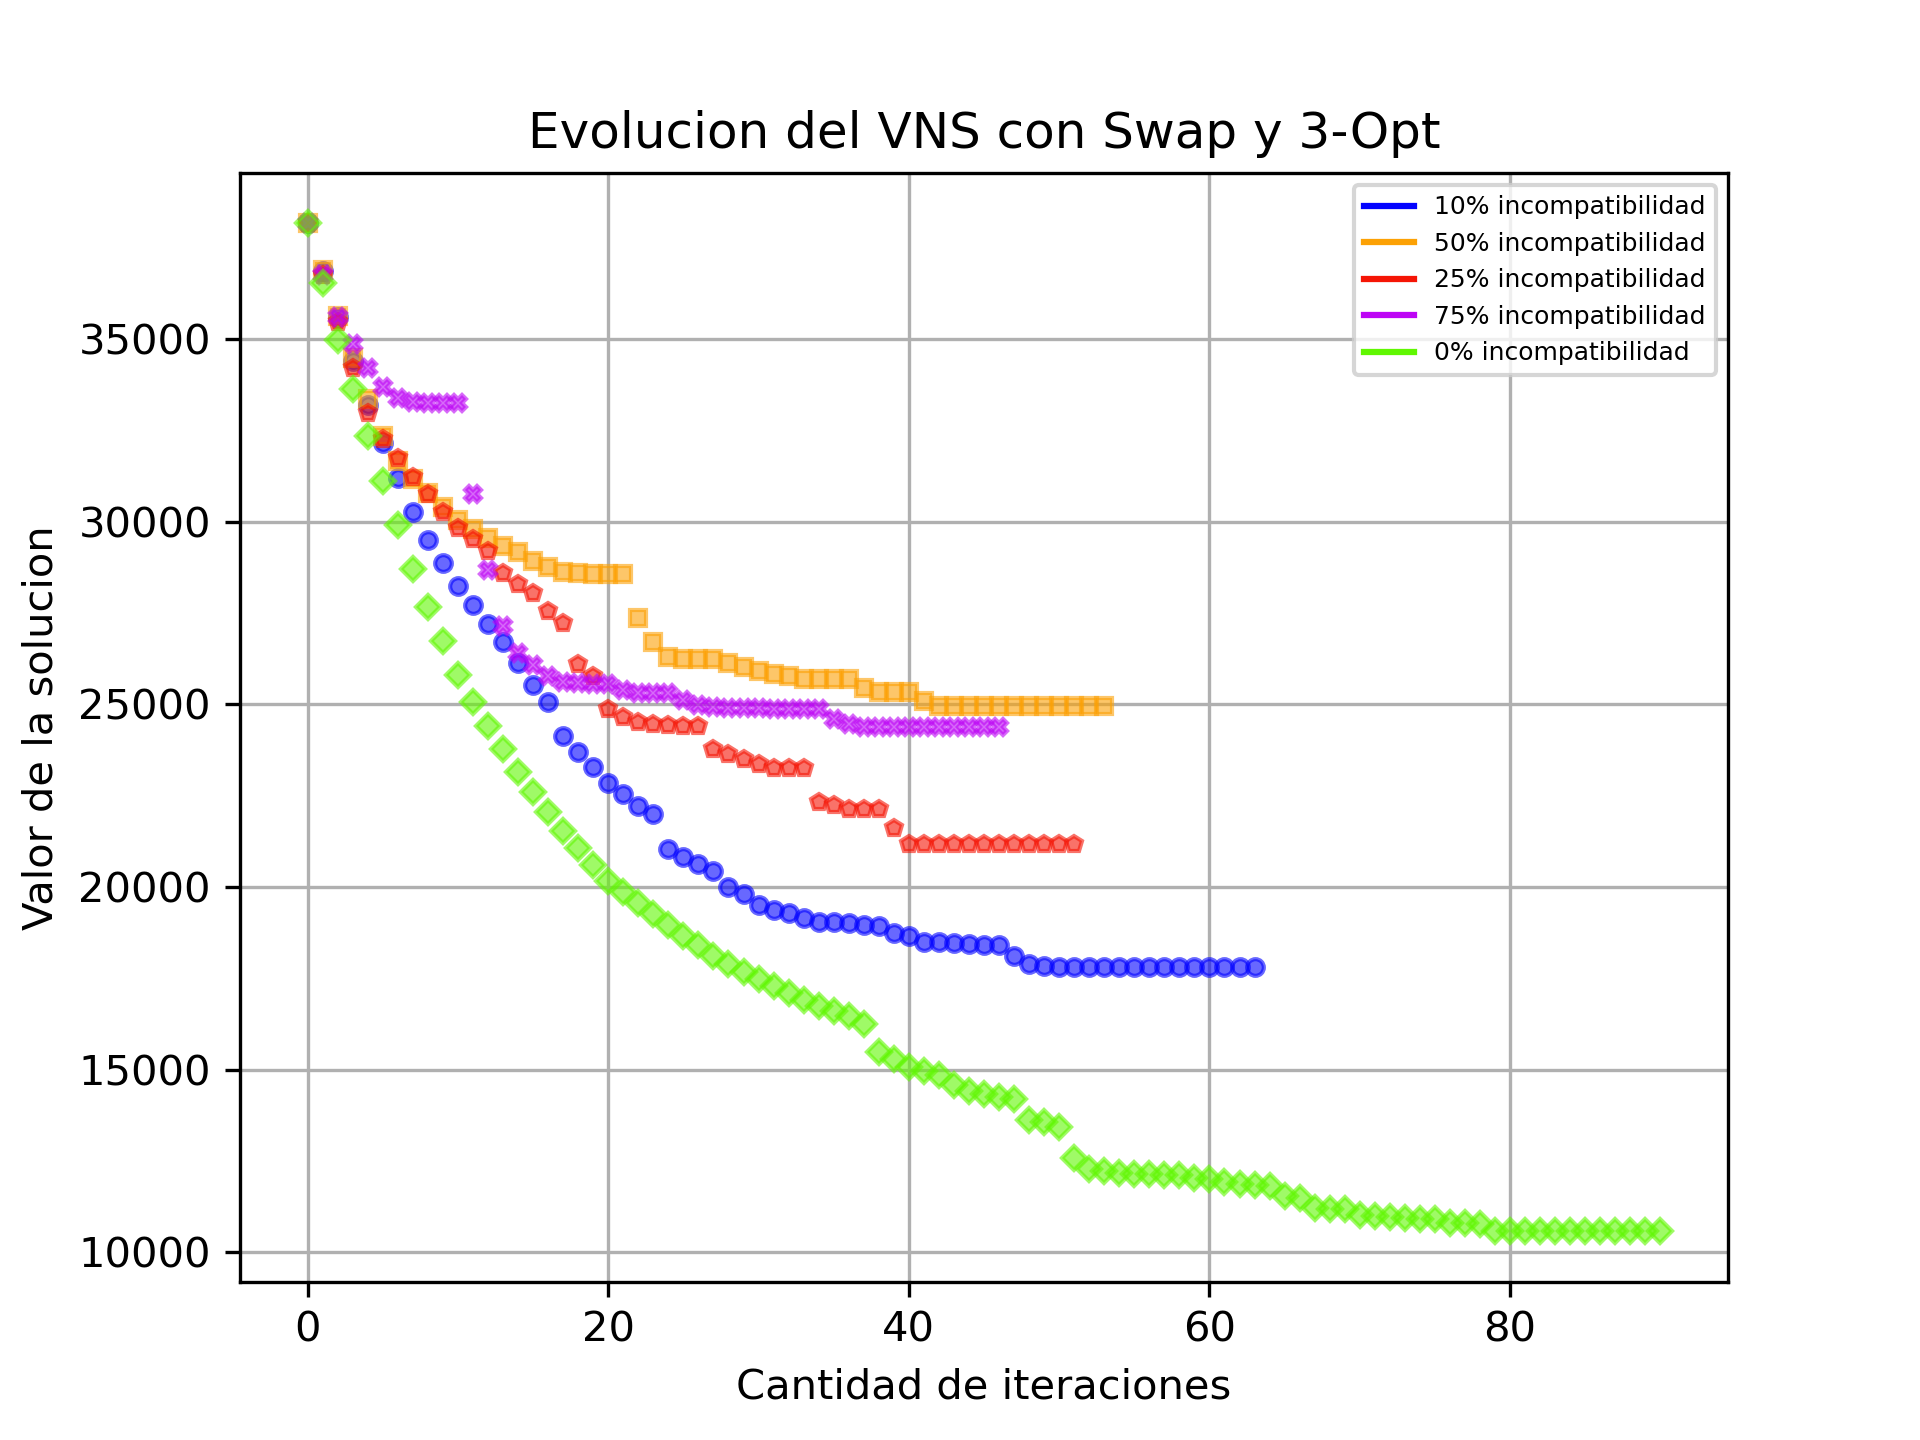 Evolucion del VNS con Swap y 3-Opt
10% incompatibilidad
50% incompatibilidad
25% incompatibilidad
75% incompatibilidad
0% incompatibilidad
Valor de la solucion
35000
30000
25000
20000
15000
10000
0 20 40 60 80
Cantidad de iteraciones